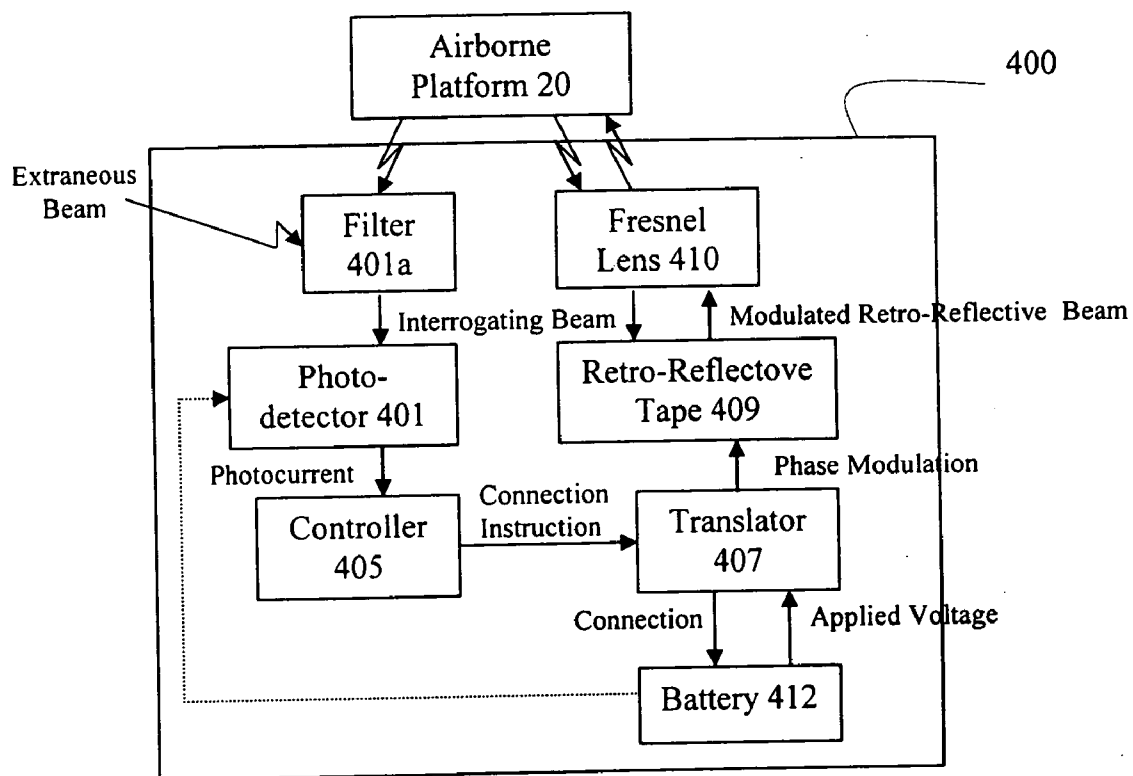 Airborne
Platform 20
400
Extraneous
Beam
Filter
401a
Fresnel
Lens 410
Interrogating Beam
Modulated Retro-Reflective Beam
Photo-
detector 401
Retro-Reflectove
Tape 409
Photocurrent
Phase Modulation
Connection
Instruction
Controller
405
Translator
407
Connection
Applied Voltage
Battery 412